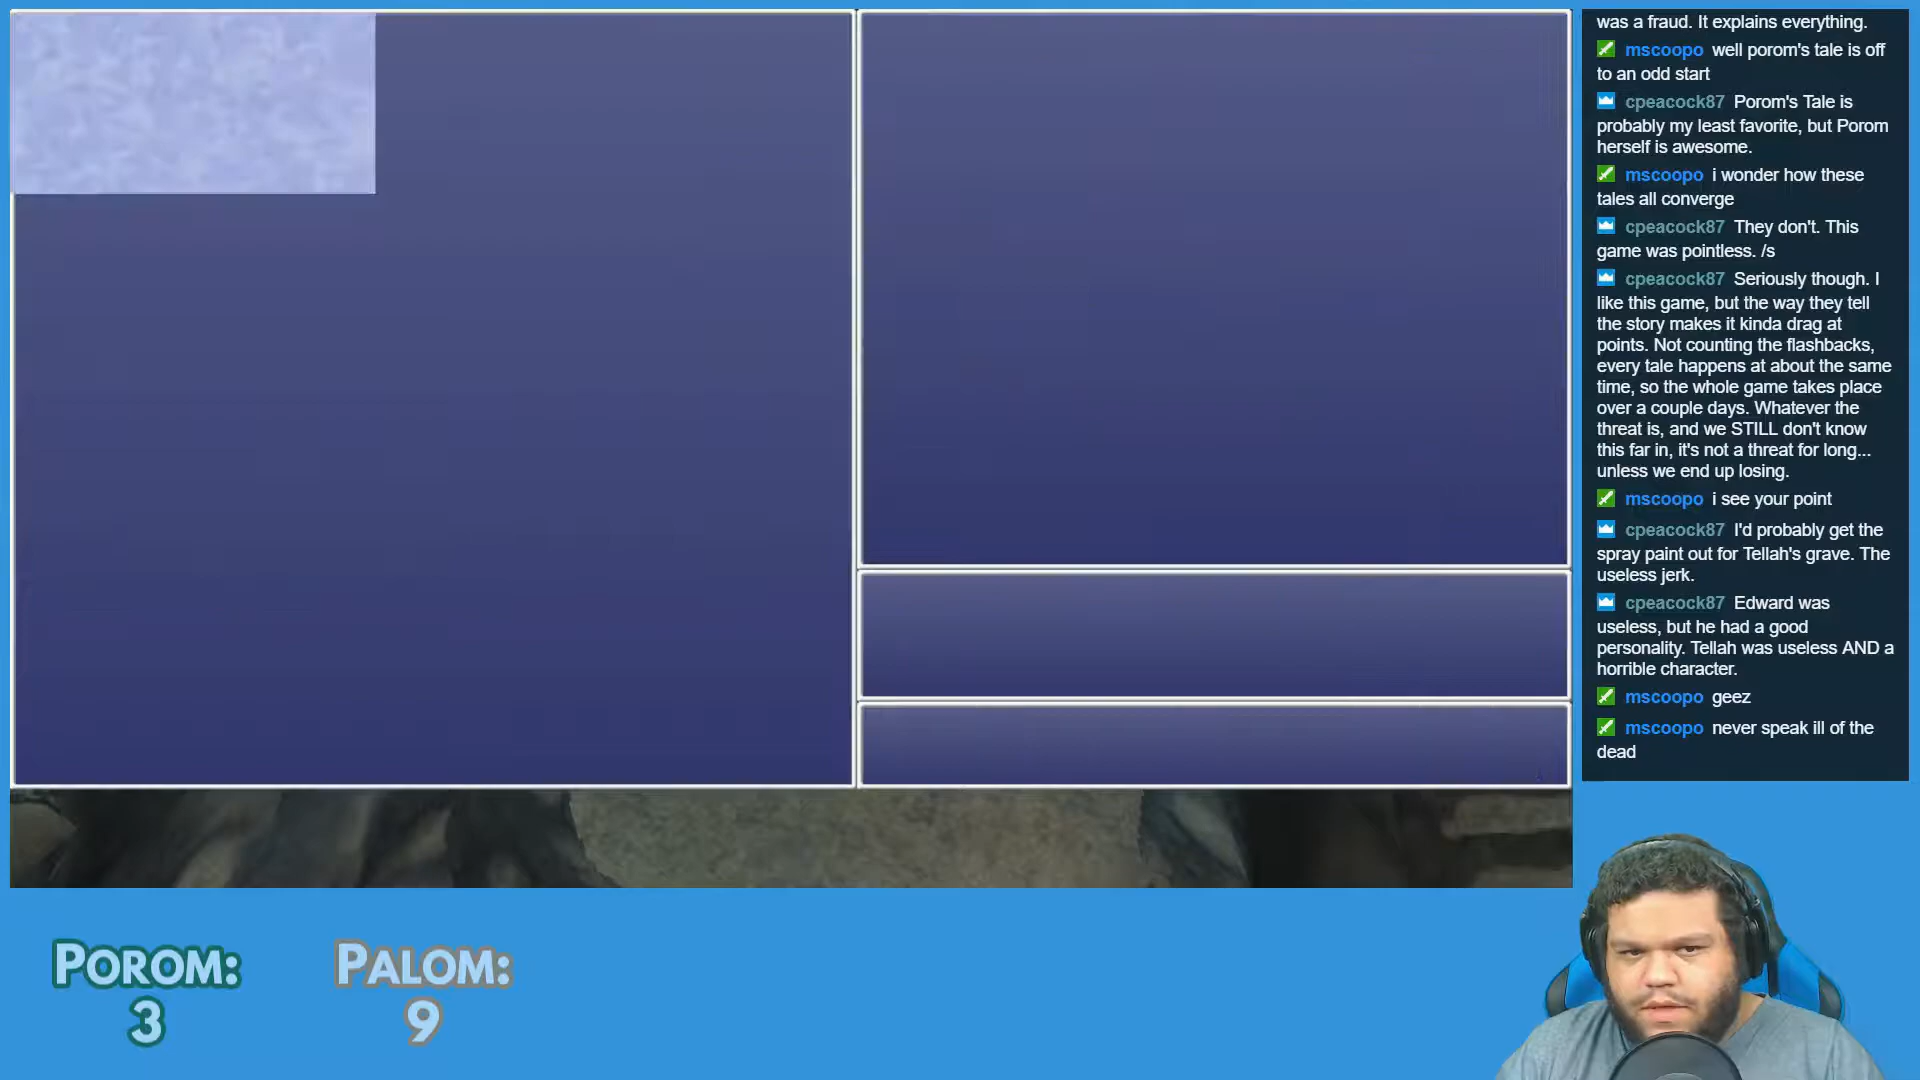 was a fraud. It explains everything.
mscoopo well porom's tale is off
to an odd start
cpeacock87 Porom's Tale is
probably my least favorite, but Porom
herself is awesome.
mscoopo i wonder how these
tales all converge
cpeacock87 They don't. This
game was pointless. /s
cpeacock87 Seriously though. I
like this game, but the way they tell
the story makes it kinda drag at
points. Not counting the flashbacks,
every tale happens at about the same
time, so the whole game takes place
over a couple days. Whatever the
threat is, and we STILL don't know
this far in, it's not a threat for long...
unless we end up losing.
mscoopo i see your point
cpeacock87 I'd probably get the
spray paint out for Tellah's grave. The
useless jerk.
cpeacock87 Edward was
useless, but he had a good
personality. Tellah was useless AND a
horrible character.
mscoopo geez
mscoopo never speak ill of the
dead
Porom:
3
Palom:
9